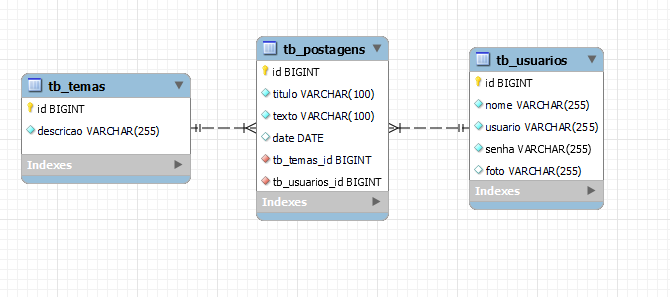 tb_temas
id BIGINT
descricao VARCHAR(255)
Indexes
tb_postagens
id BIGINT
titulo VARCHAR(100)
texto VARCHAR(100)
date DATE
tb_temas_id BIGINT
tb_usuarios_id BIGINT
Indexes
tb_usuarios
id BIGINT
nome VARCHAR(255)
usuario VARCHAR(255)
senha VARCHAR(255)
foto VARCHAR(255)
Indexes